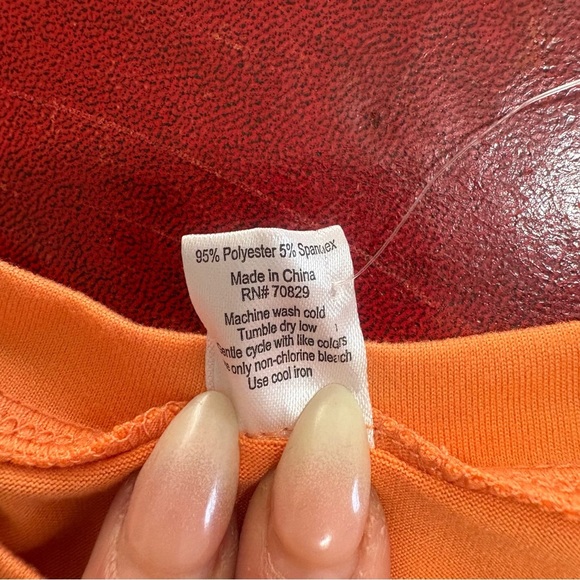 95% Polyester 5% Spandex
Made in China
RN# 70829
Machine wash cold
Tumble dry low
Gentle cycle with like colors
only non-chlorine bleach
Use cool iron